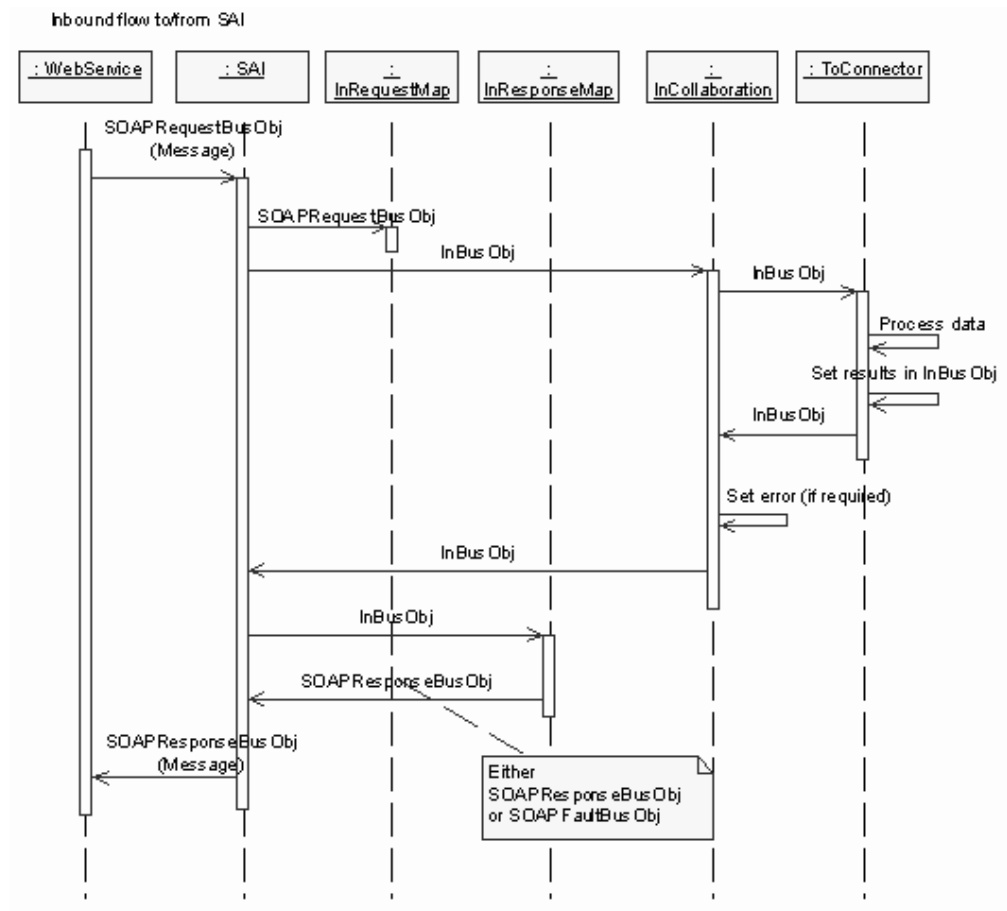 Inbound flow to/from SAI
: WebService
: SAI
:
InRequestMap
:
InResponseMap
:
InCollaboration
: ToConnector
SOAPRequestBusObj
(Message)
SOAPRequestBusObj
InBusObj
InBusObj
Process data
Set results in InBusObj
InBusObj
Set error (if required)
InBusObj
InBusObj
SOAPResponseBusObj
SOAPResponseBusObj
(Message)
Either
SOAPResponseBusObj
or SOAPFaultBusObj